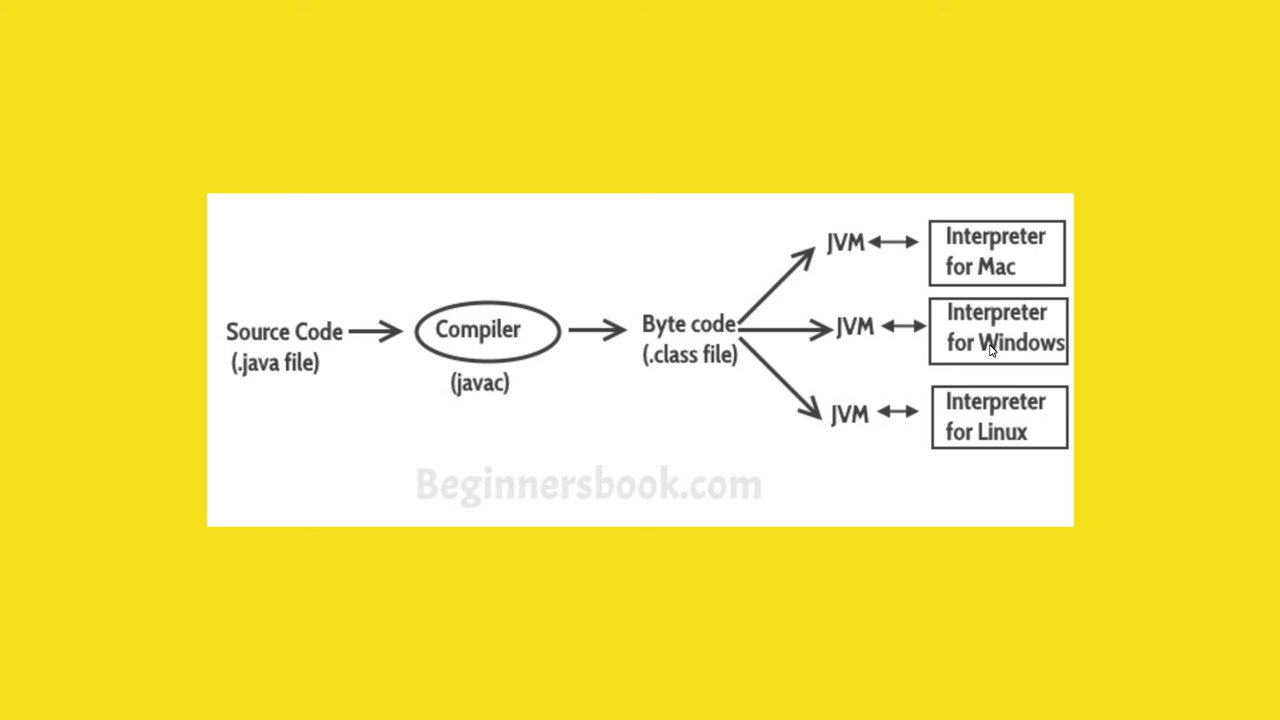 Source Code
(.java file)
Compiler
(javac)
Byte code
(.class file)
JVM
Interpreter
for Mac
JVM
Interpreter
for Windows
JVM
Interpreter
for Linux
Beginnersbook.com